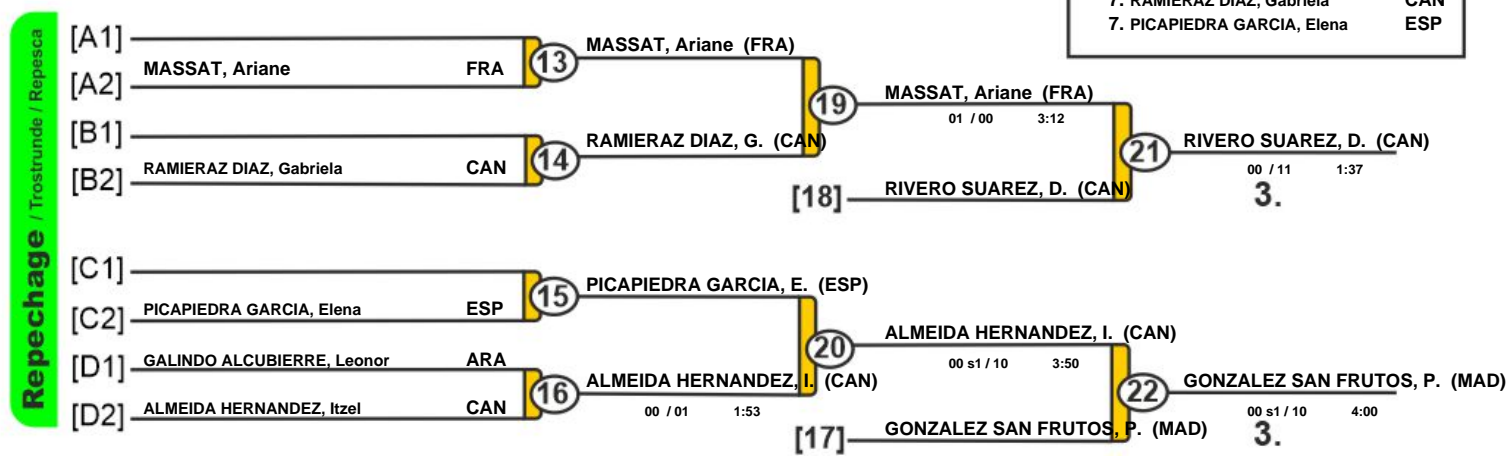 7. RAMIERAZ DIAZ, Gabriela CAN
7. PICAPIEDRA GARCIA, Elena ESP
Repechage / Trostrunde / Repesca
[A1]
[A2] MASSAT, Ariane FRA
13 MASSAT, Ariane (FRA)
[B1]
[B2] RAMIERAZ DIAZ, Gabriela CAN
14 RAMIERAZ DIAZ, G. (CAN)
19 MASSAT, Ariane (FRA)
01 / 00 3:12
[18] RIVERO SUAREZ, D. (CAN)
21 RIVERO SUAREZ, D. (CAN)
00 / 11 1:37
3.
[C1]
[C2] PICAPIEDRA GARCIA, Elena ESP
15 PICAPIEDRA GARCIA, E. (ESP)
[D1] GALINDO ALCUBIERRE, Leonor ARA
[D2] ALMEIDA HERNANDEZ, Itzel CAN
16 ALMEIDA HERNANDEZ, I. (CAN)
00 / 01 1:53
20 ALMEIDA HERNANDEZ, I. (CAN)
00 s1 / 10 3:50
[17] GONZALEZ SAN FRUTOS, P. (MAD)
22 GONZALEZ SAN FRUTOS, P. (MAD)
00 s1 / 10 4:00
3.